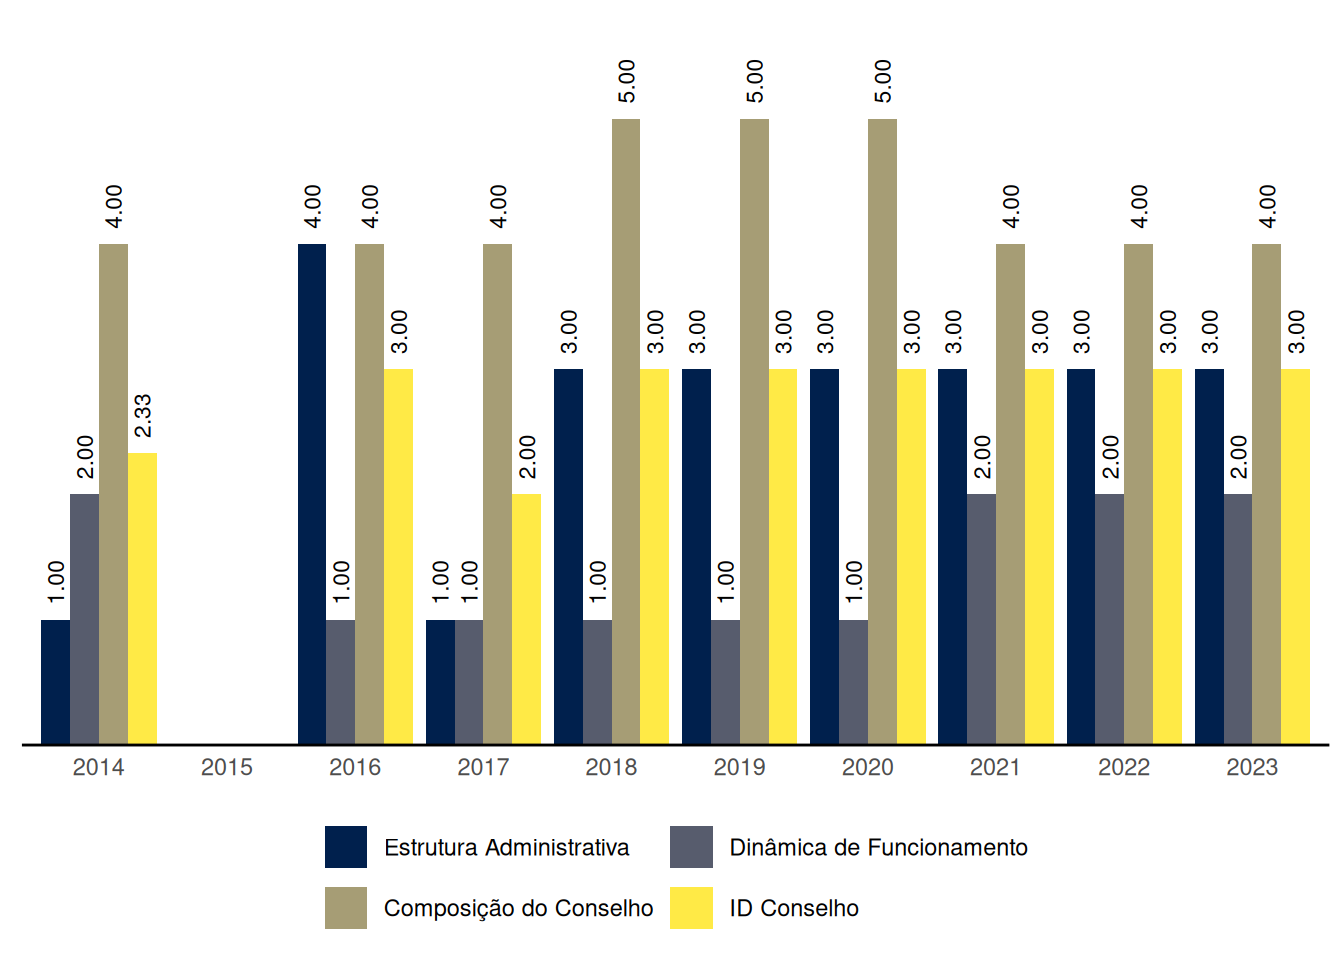 5.00 5.00 5.00
4.00 4.00 4.00 4.00 4.00 4.00 4.00
3.00 3.00 3.00 3.00 3.00 3.00 3.00 3.00 3.00 3.00 3.00 3.00 3.00
2.33
2.00 2.00 2.00 2.00 2.00
1.00 1.00 1.00 1.00 1.00 1.00 1.00
2014 2015 2016 2017 2018 2019 2020 2021 2022 2023
Estrutura Administrativa Dinâmica de Funcionamento
Composição do Conselho ID Conselho